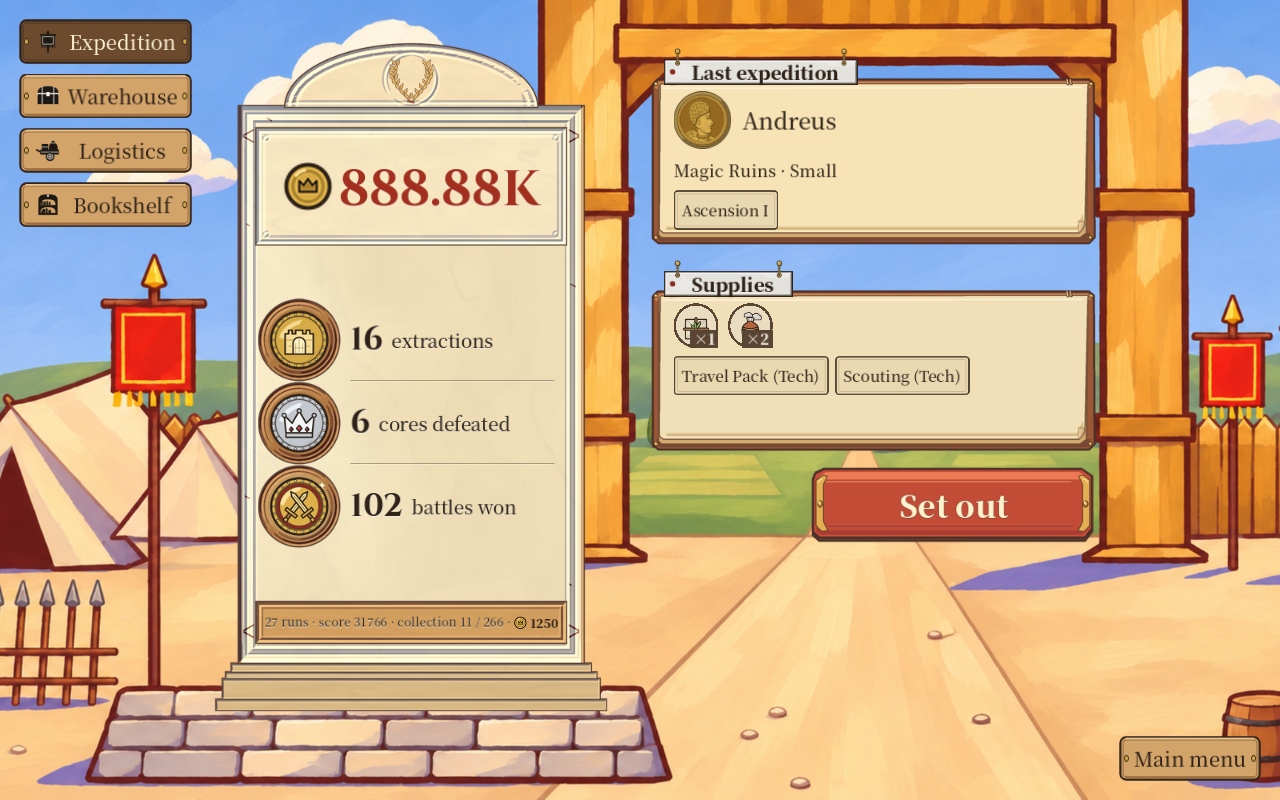 Expedition
Warehouse
Logistics
Bookshelf
888.88K
16 extractions
6 cores defeated
102 battles won
27 runs · score 31766 · collection 11 / 266 · 1250
Last expedition
Andreus
Magic Ruins · Small
Ascension I
Supplies
×1 ×2
Travel Pack (Tech) Scouting (Tech)
Set out
Main menu